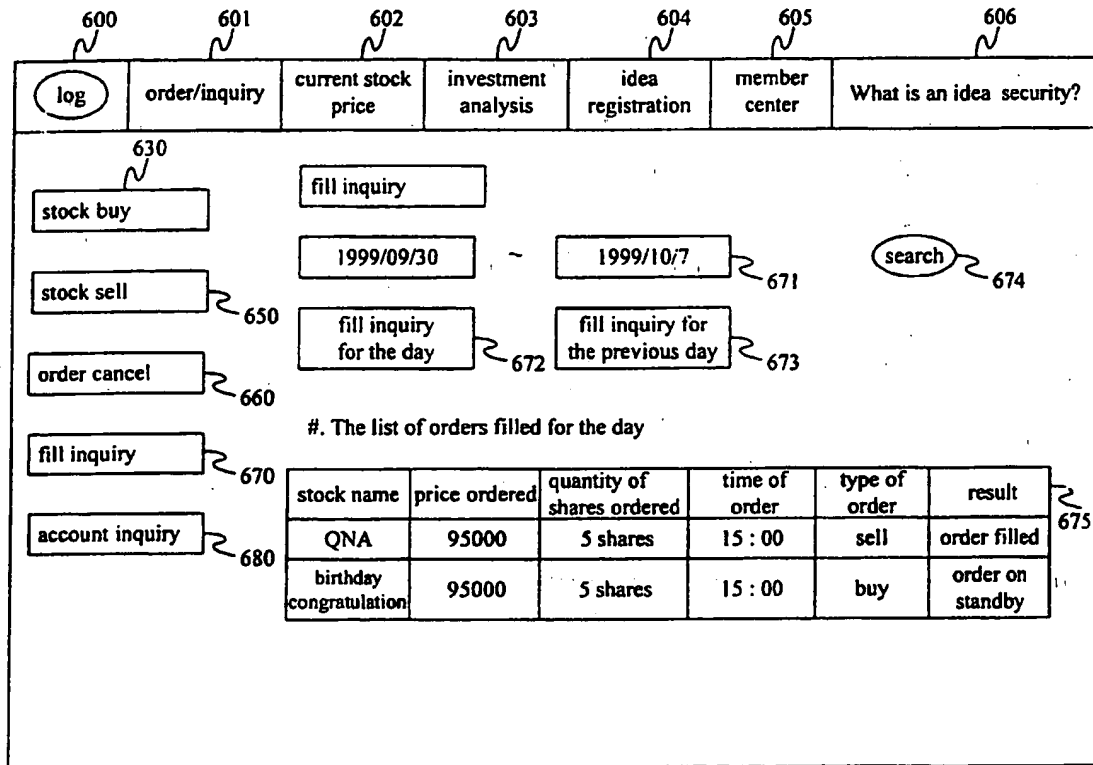 600
601
602
603
604
605
606
log
order/inquiry
current stock
price
investment
analysis
idea
registration
member
center
What is an idea security?
630
stock buy
stock sell
650
order cancel
660
fill inquiry
670
account inquiry
680
fill inquiry
1999/09/30
~
1999/10/7
671
search
674
fill inquiry
for the day
672
fill inquiry for
the previous day
673
#. The list of orders filled for the day
stock name
price ordered
quantity of
shares ordered
time of
order
type of
order
result
675
QNA
95000
5 shares
15 : 00
sell
order filled
birthday
congratulation
95000
5 shares
15 : 00
buy
order on
standby